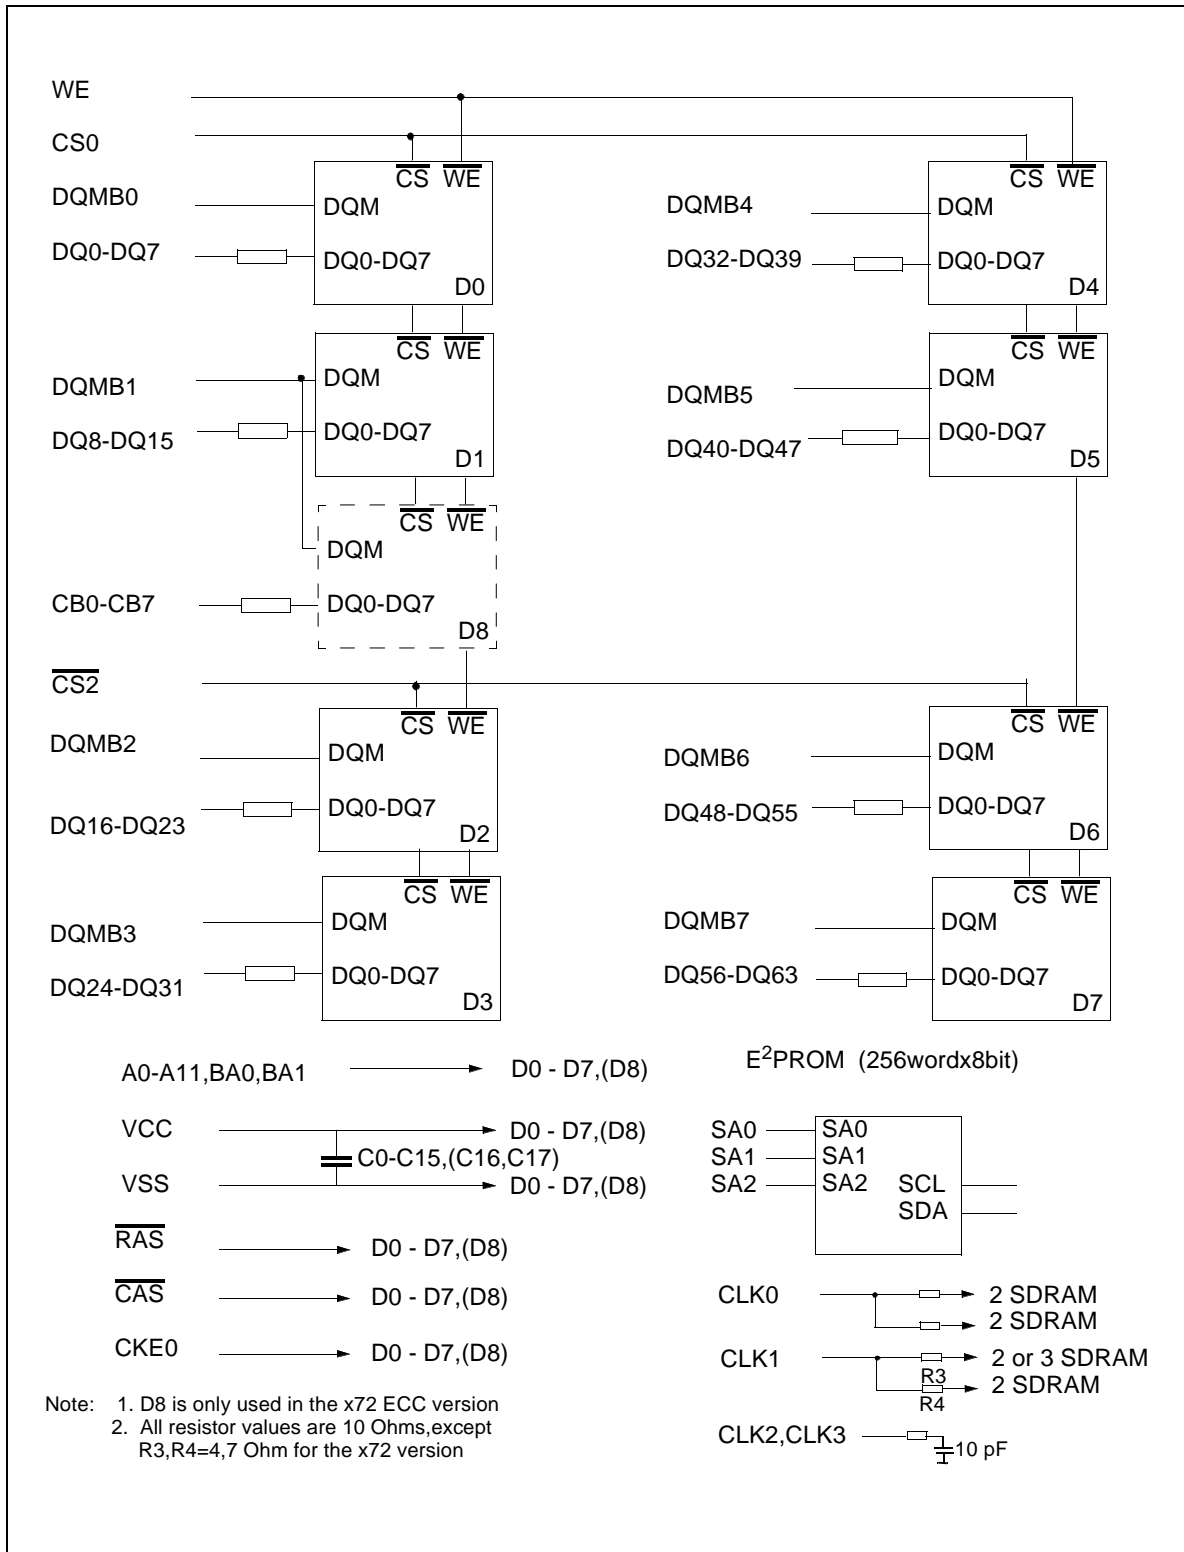 WE
CS0
CS WE
CS WE
DQMB0
DQM
DQMB4
DQM
DQ0-DQ7
DQ0-DQ7
DQ32-DQ39
DQ0-DQ7
D0
D4
CS WE
CS WE
DQMB1
DQM
DQMB5
DQM
DQ8-DQ15
DQ0-DQ7
DQ40-DQ47
DQ0-DQ7
D1
D5
CS WE
DQM
CB0-CB7
DQ0-DQ7
D8
CS2
CS WE
CS WE
DQMB2
DQM
DQMB6
DQM
DQ16-DQ23
DQ0-DQ7
DQ48-DQ55
DQ0-DQ7
D2
D6
CS WE
CS WE
DQMB3
DQM
DQMB7
DQM
DQ24-DQ31
DQ0-DQ7
DQ56-DQ63
DQ0-DQ7
D3
D7
A0-A11,BA0,BA1
D0 - D7,(D8)
VCC
D0 - D7,(D8)
C0-C15,(C16,C17)
VSS
D0 - D7,(D8)
RAS
D0 - D7,(D8)
CAS
D0 - D7,(D8)
CKE0
D0 - D7,(D8)
E²PROM (256wordx8bit)
SA0
SA0
SA1
SA1
SA2
SA2
SCL
SDA
CLK0
2 SDRAM
2 SDRAM
CLK1
2 or 3 SDRAM
R3
2 SDRAM
R4
CLK2,CLK3
10 pF
Note: 1. D8 is only used in the x72 ECC version
2. All resistor values are 10 Ohms,except
R3,R4=4,7 Ohm for the x72 version